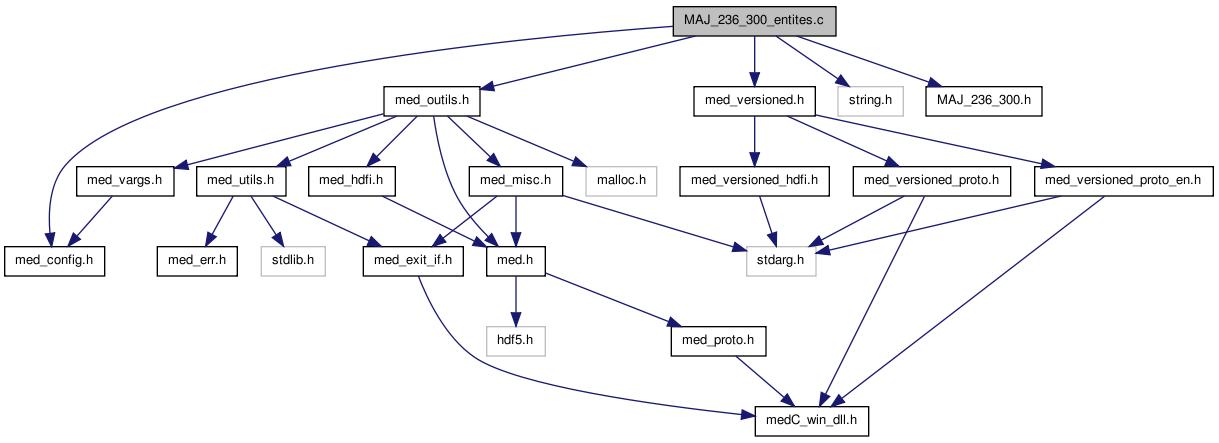 MAJ_236_300_entites.c
med_outils.h
med_versioned.h
string.h
MAJ_236_300.h
med_vargs.h
med_utils.h
med_hdfi.h
med_misc.h
malloc.h
med_versioned_hdfi.h
med_versioned_proto.h
med_versioned_proto_en.h
med_config.h
med_err.h
stdlib.h
med_exit_if.h
med.h
stdarg.h
hdf5.h
med_proto.h
medC_win_dll.h